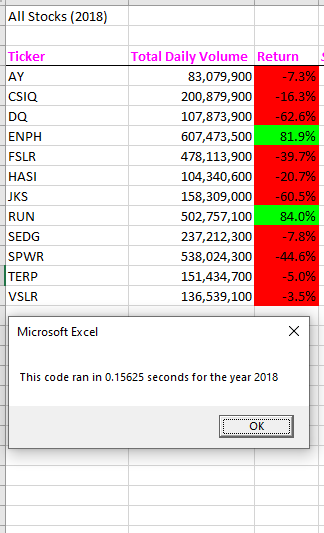 All Stocks (2018)
Ticker Total Daily Volume Return
AY 83,079,900 -7.3%
CSIQ 200,879,900 -16.3%
DQ 107,873,900 -62.6%
ENPH 607,473,500 81.9%
FSLR 478,113,900 -39.7%
HASI 104,340,600 -20.7%
JKS 158,309,000 -60.5%
RUN 502,757,100 84.0%
SEDG 237,212,300 -7.8%
SPWR 538,024,300 -44.6%
TERP 151,434,700 -5.0%
VSLR 136,539,100 -3.5%
Microsoft Excel
This code ran in 0.15625 seconds for the year 2018
OK